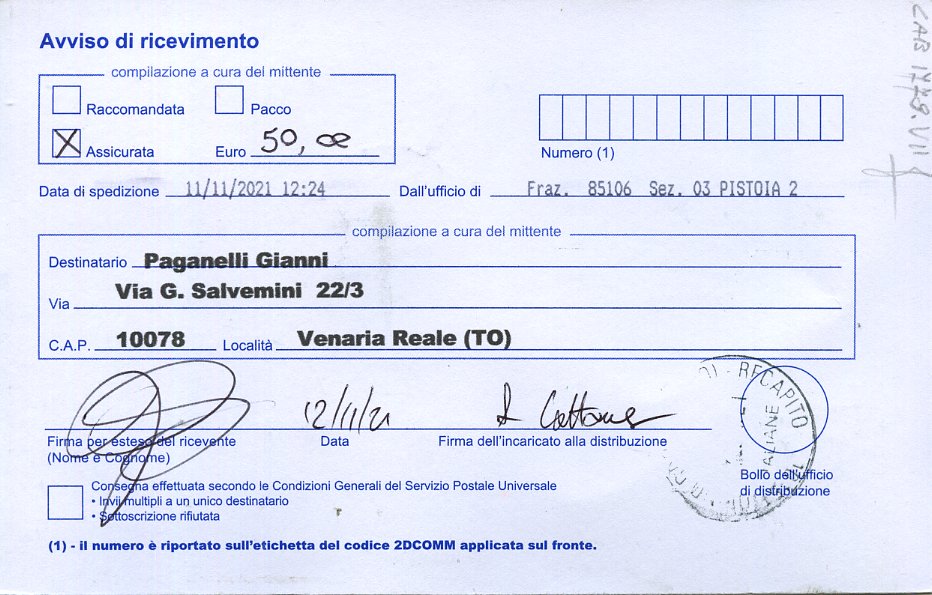 Avviso di ricevimento
compilazione a cura del mittente
Raccomandata Pacco
X Assicurata Euro 50,00
Numero (1)
Data di spedizione 11/11/2021 12:24 Dall'ufficio di Fraz. 85106 Sez. 03 PISTOIA 2
compilazione a cura del mittente
Destinatario Paganelli Gianni
Via Via G. Salvemini 22/3
C.A.P. 10078 Località Venaria Reale (TO)
12/11/21
Firma per esteso del ricevente Data Firma dell'incaricato alla distribuzione
(Nome e Cognome)
RECAPITO
Bollo dell'ufficio
di distribuzione
Consegna effettuata secondo le Condizioni Generali del Servizio Postale Universale
• Invii multipli a un unico destinatario
• Sottoscrizione rifiutata
(1) - il numero è riportato sull'etichetta del codice 2DCOMM applicata sul fronte.